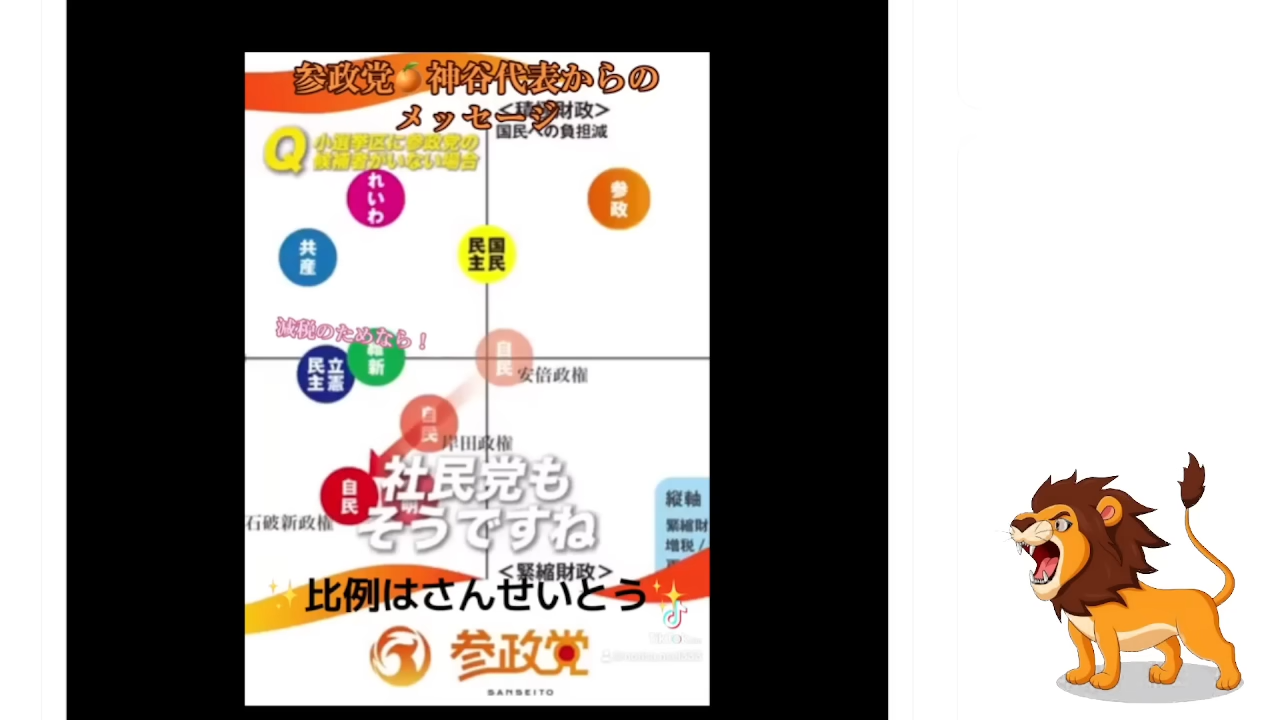 参政党🍊神谷代表からの
メッセージ
<積極財政>
国民への負担減
Q 小選挙区に参政党の
候補者がいない場合
れいわ
参政
共産
国民民主
減税のためなら！
維新
立憲民主
自民
安倍政権
自民
岸田政権
自民
石破新政権
社民党も
そうですね
縦軸
緊縮財
増税 /
<緊縮財政>
✨比例はさんせいとう✨
参政党
SANSEITO
TikTok